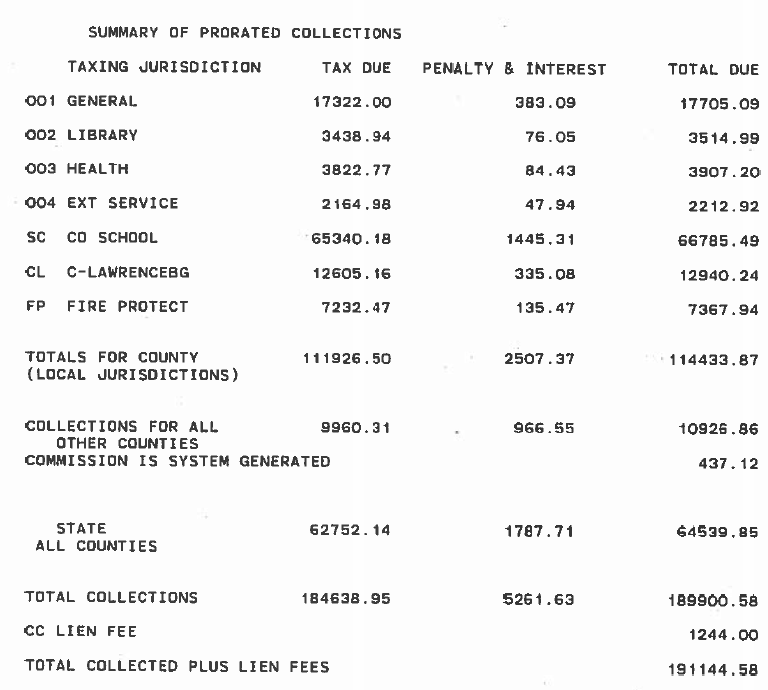 SUMMARY OF PRORATED COLLECTIONS
TAXING JURISDICTION TAX DUE PENALTY & INTEREST TOTAL DUE
001 GENERAL 17322.00 383.09 17705.09
002 LIBRARY 3438.94 76.05 3514.99
003 HEALTH 3822.77 84.43 3907.20
004 EXT SERVICE 2164.98 47.94 2212.92
SC CO SCHOOL 65340.18 1445.31 66785.49
CL C-LAWRENCEBG 12605.16 335.08 12940.24
FP FIRE PROTECT 7232.47 135.47 7367.94
TOTALS FOR COUNTY 111926.50 2507.37 114433.87
(LOCAL JURISDICTIONS)
COLLECTIONS FOR ALL 9960.31 966.55 10926.86
OTHER COUNTIES
COMMISSION IS SYSTEM GENERATED 437.12
STATE 62752.14 1787.71 64539.85
ALL COUNTIES
TOTAL COLLECTIONS 184638.95 5261.63 189900.58
CC LIEN FEE 1244.00
TOTAL COLLECTED PLUS LIEN FEES 191144.58